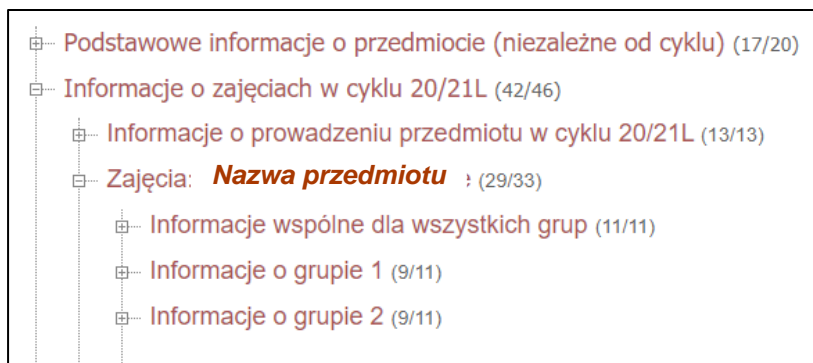 Podstawowe informacje o przedmiocie (niezależne od cyklu) (17/20)
Informacje o zajęciach w cyklu 20/21L (42/46)
Informacje o prowadzeniu przedmiotu w cyklu 20/21L (13/13)
Zajęcia: Nazwa przedmiotu : (29/33)
Informacje wspólne dla wszystkich grup (11/11)
Informacje o grupie 1 (9/11)
Informacje o grupie 2 (9/11)